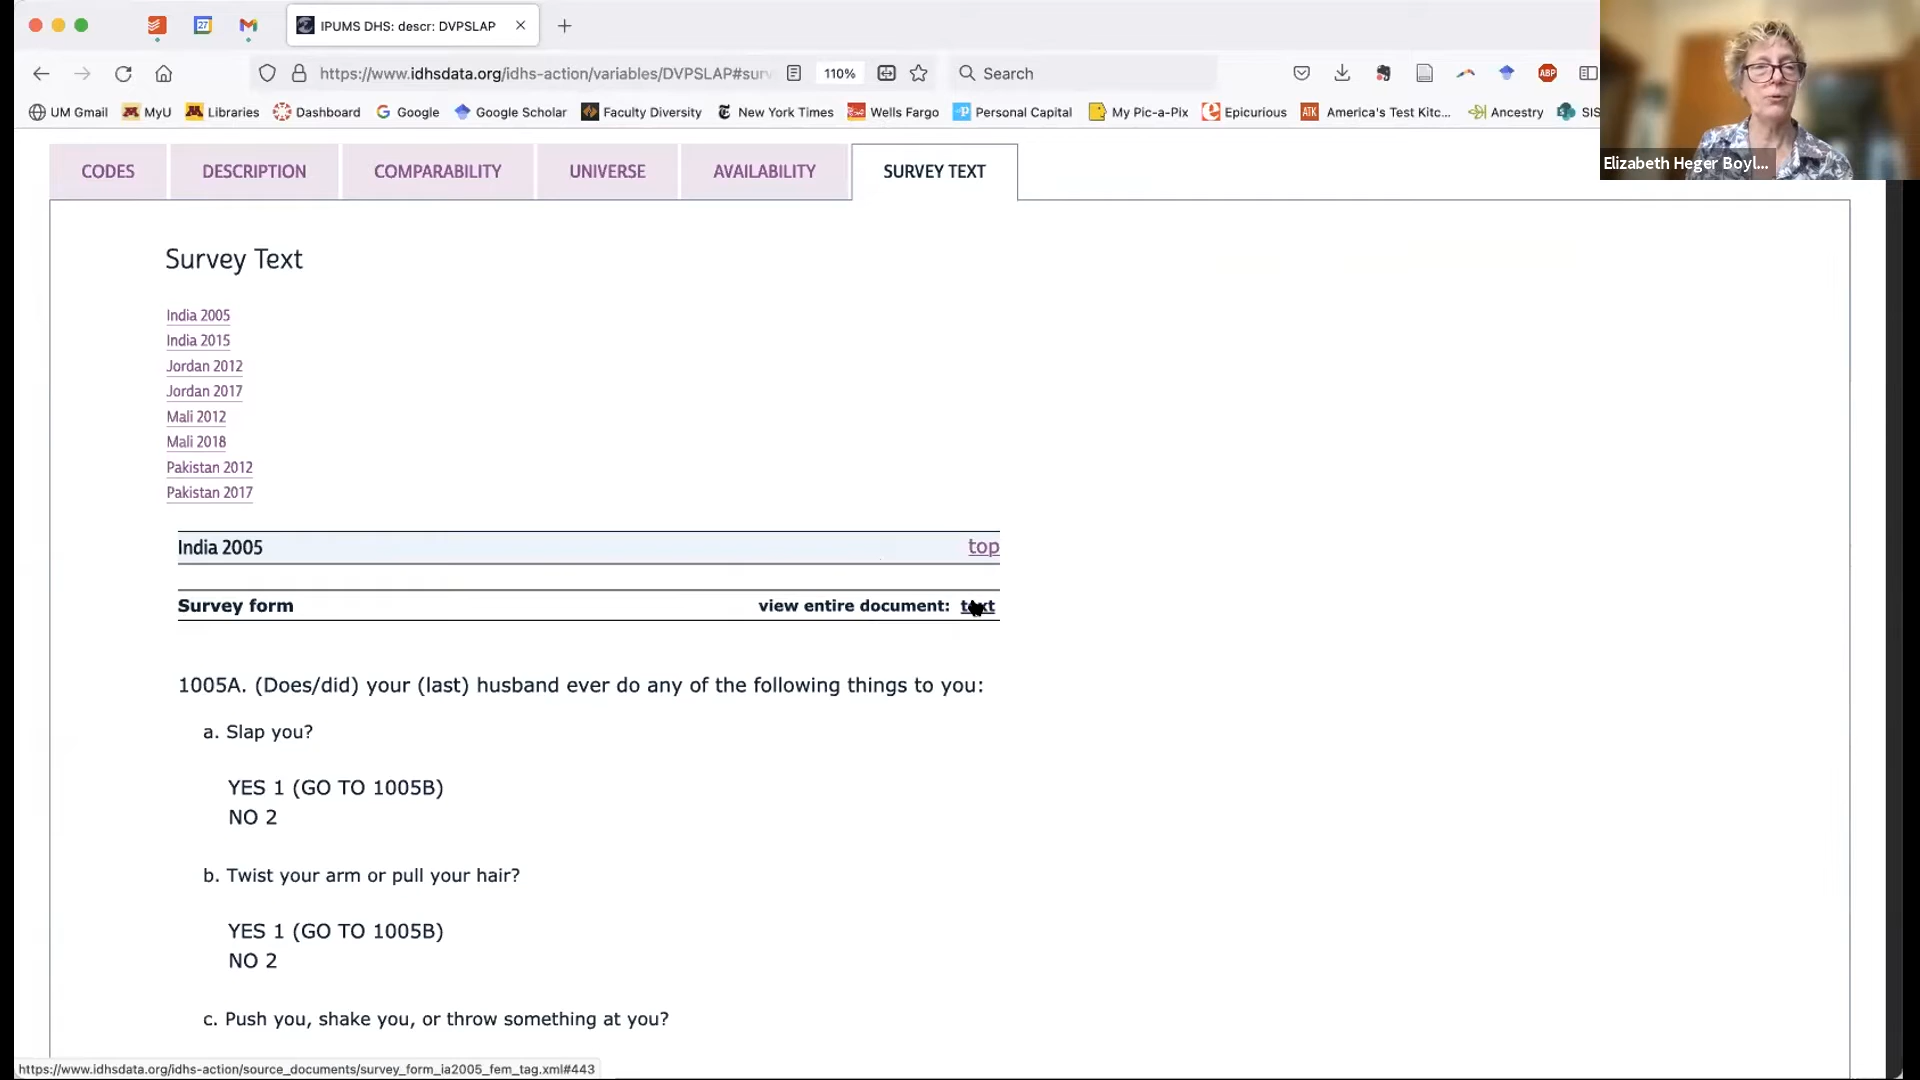 27
IPUMS DHS: descr: DVPSLAP
https://www.idhsdata.org/idhs-action/variables/DVPSLAP#surv
110%
Search
ABP
UM Gmail MyU Libraries Dashboard Google Google Scholar Faculty Diversity New York Times Wells Fargo Personal Capital My Pic-a-Pix Epicurious ATK America's Test Kitc... Ancestry SIS
Elizabeth Heger Boyl...
CODES DESCRIPTION COMPARABILITY UNIVERSE AVAILABILITY SURVEY TEXT
Survey Text
India 2005
India 2015
Jordan 2012
Jordan 2017
Mali 2012
Mali 2018
Pakistan 2012
Pakistan 2017
India 2005 top
Survey form view entire document: text
1005A. (Does/did) your (last) husband ever do any of the following things to you:
a. Slap you?
YES 1 (GO TO 1005B)
NO 2
b. Twist your arm or pull your hair?
YES 1 (GO TO 1005B)
NO 2
c. Push you, shake you, or throw something at you?
https://www.idhsdata.org/idhs-action/source_documents/survey_form_ia2005_fem_tag.xml#443